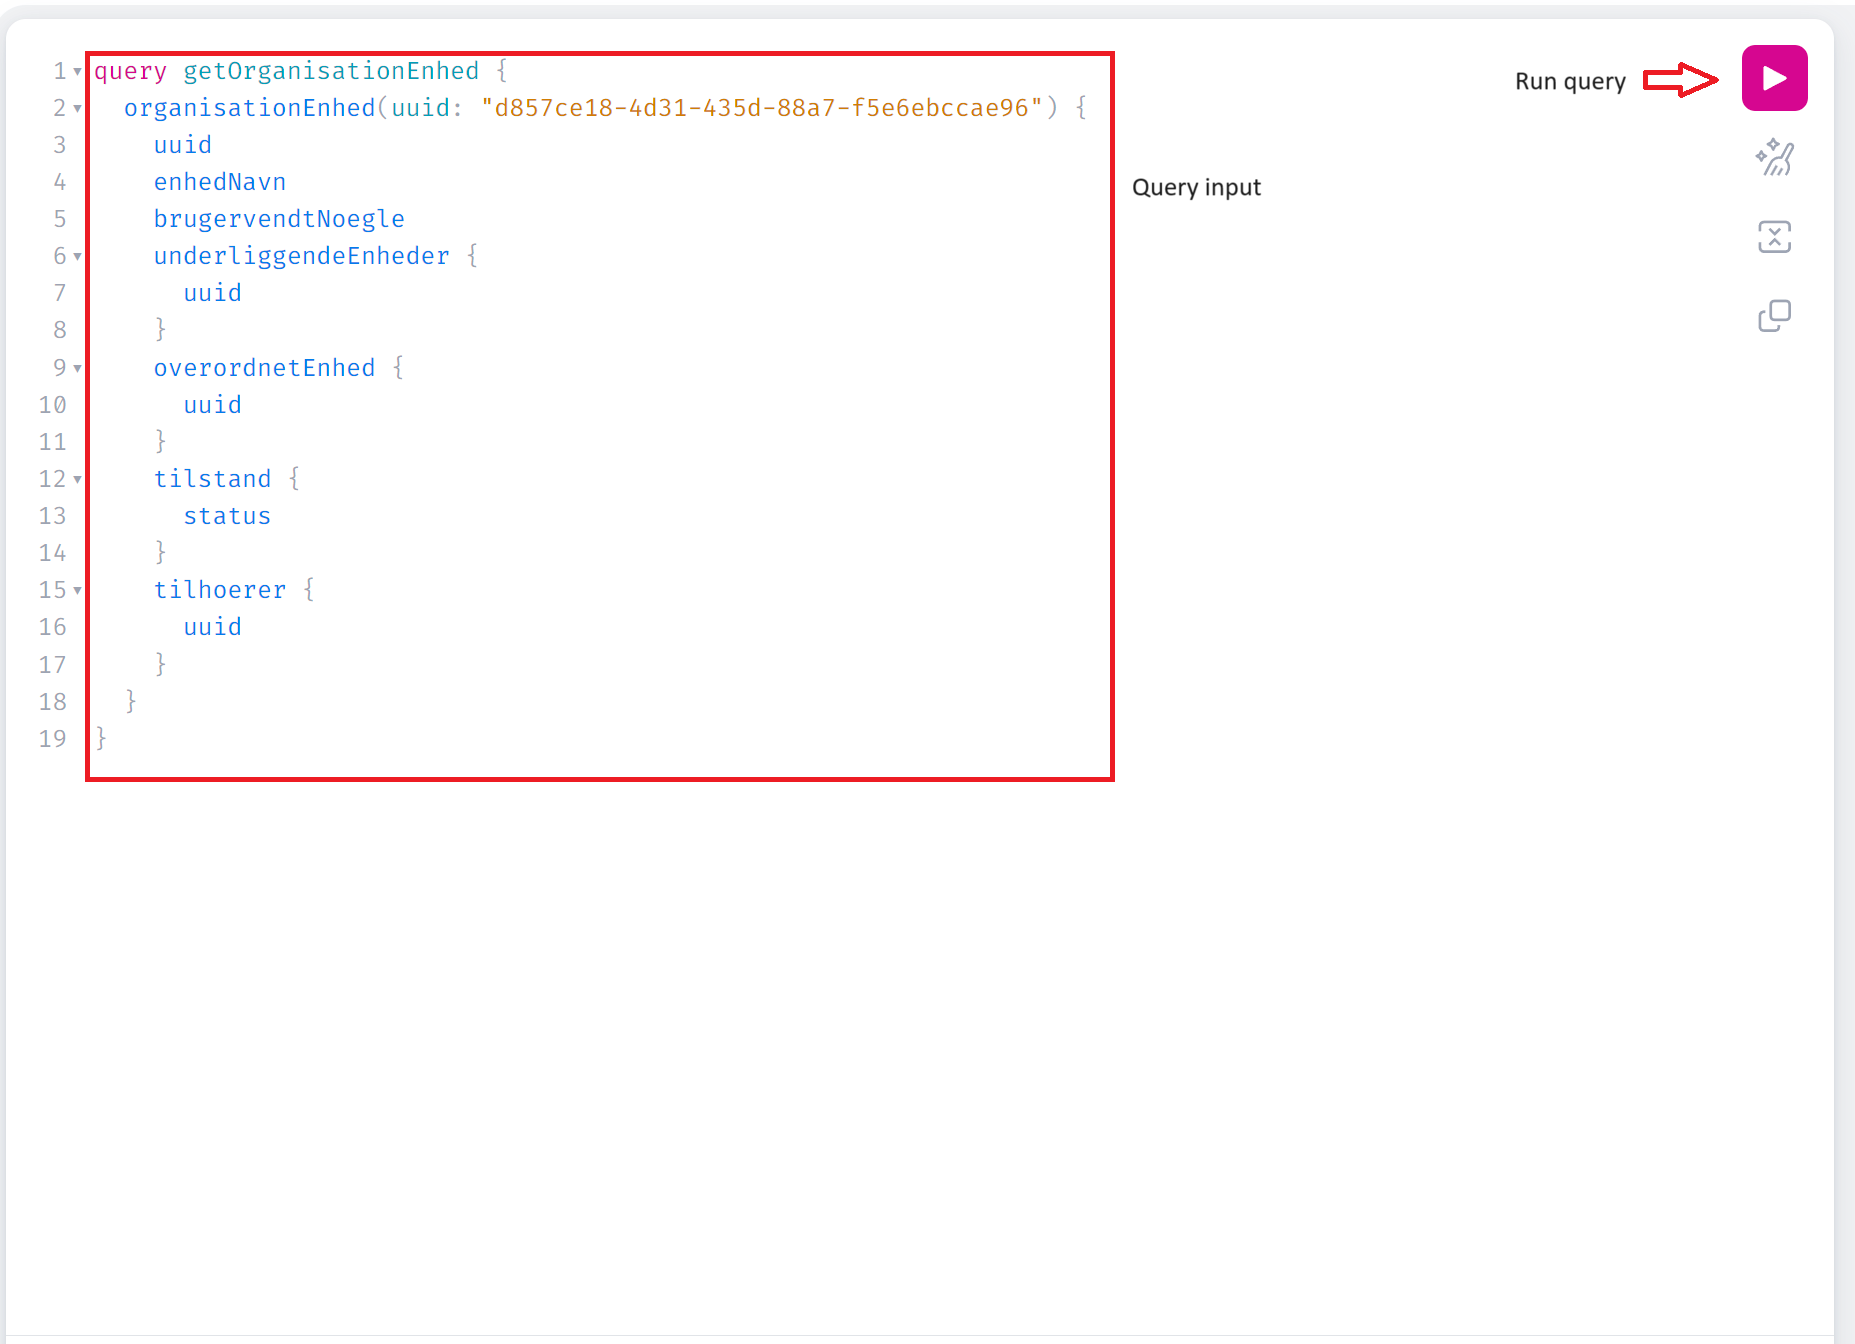 1 query getOrganisationEnhed {
2 organisationEnhed(uuid: "d857ce18-4d31-435d-88a7-f5e6ebccae96") {
3 uuid
4 enhedNavn
5 brugervendtNoegle
6 underliggendeEnheder {
7 uuid
8 }
9 overordnetEnhed {
10 uuid
11 }
12 tilstand {
13 status
14 }
15 tilhoerer {
16 uuid
17 }
18 }
19 }
Run query
Query input